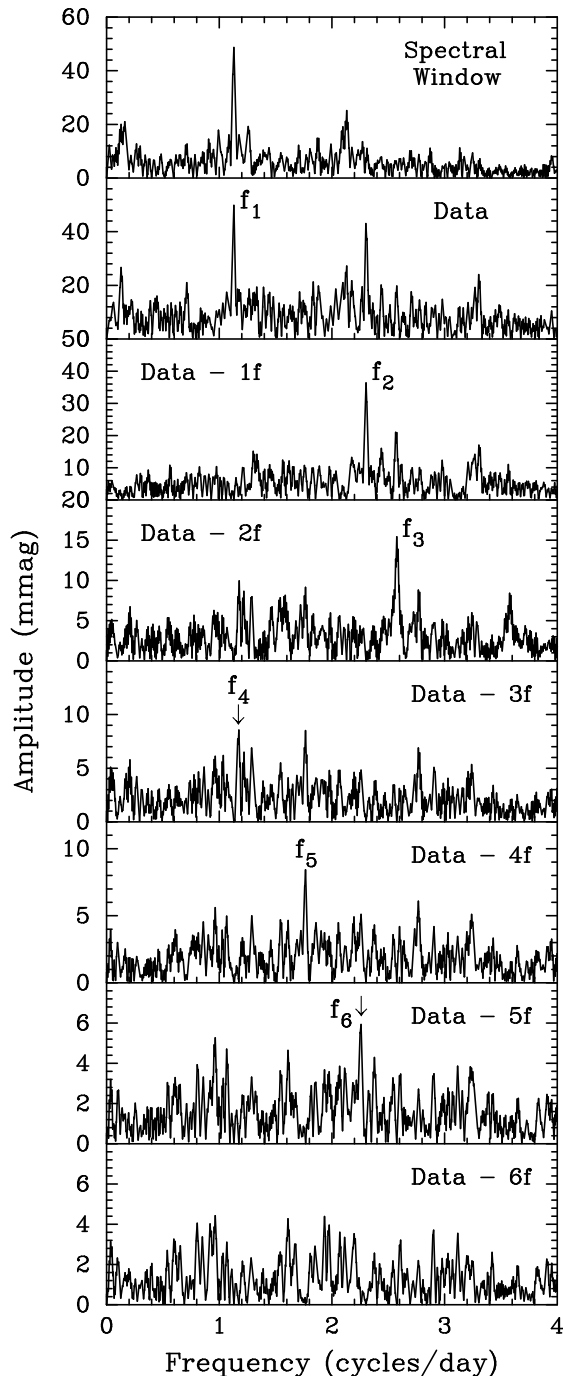 60
Spectral
Window
40
20
0
f1
Data
40
20
50
Data - 1f
f2
40
30
20
10
20
Data - 2f
f3
15
10
5
0
f4
Data - 3f
10
5
0
f5
Data - 4f
10
5
0
f6
Data - 5f
6
4
2
0
Data - 6f
6
4
2
0
0 1 2 3 4
Frequency (cycles/day)
Amplitude (mmag)